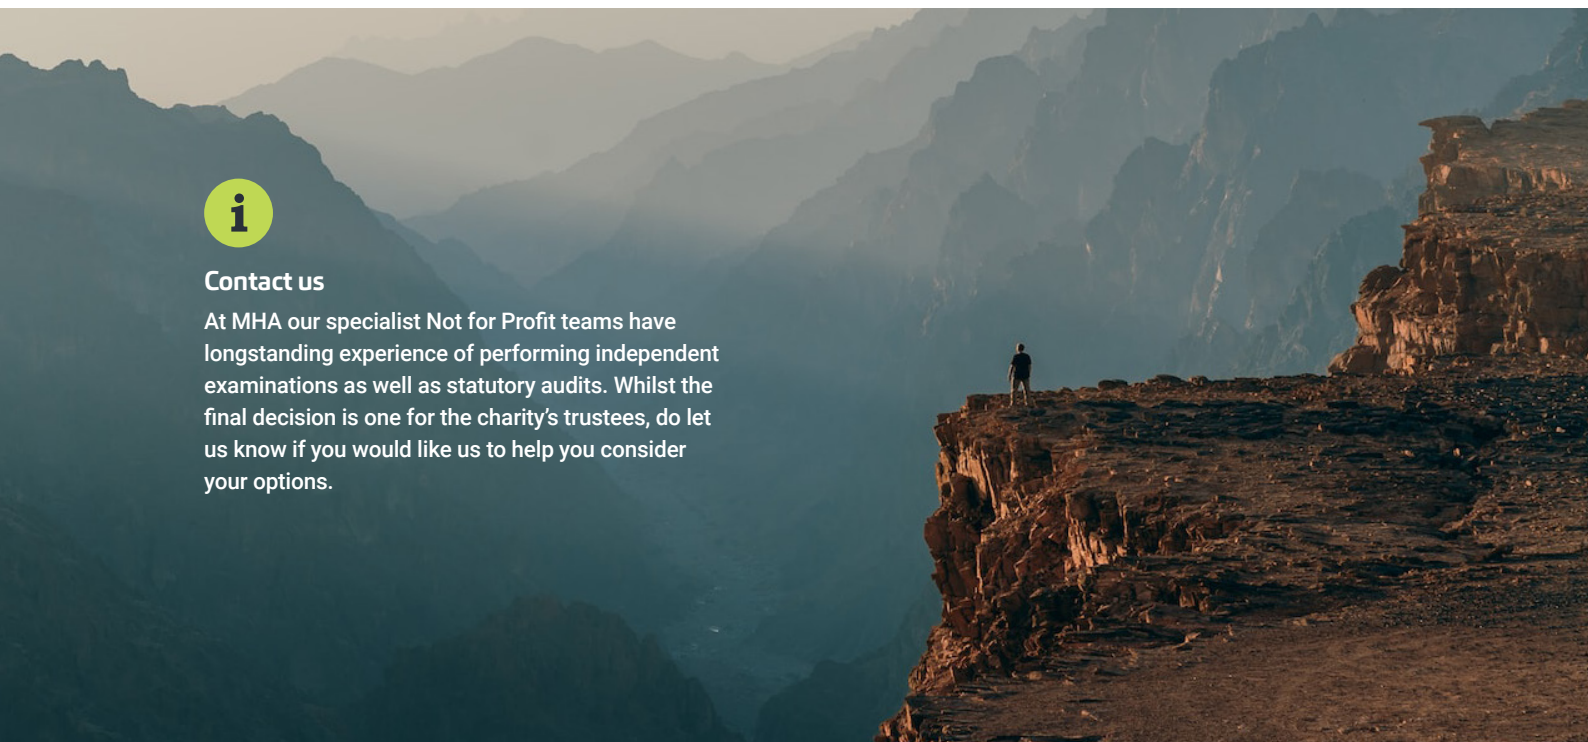 i
Contact us
At MHA our specialist Not for Profit teams have
longstanding experience of performing independent
examinations as well as statutory audits. Whilst the
final decision is one for the charity’s trustees, do let
us know if you would like us to help you consider
your options.